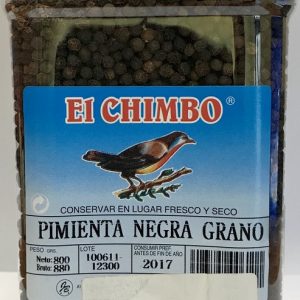 El CHIMBO ®
CONSERVAR EN LUGAR FRESCO Y SECO
PIMIENTA NEGRA GRANO
PESO GRS.
Neto: 800
Bruto: 880
LOTE
100611-
12300
CONSUMIR PREF.
ANTES DE FIN DE AÑO
2017